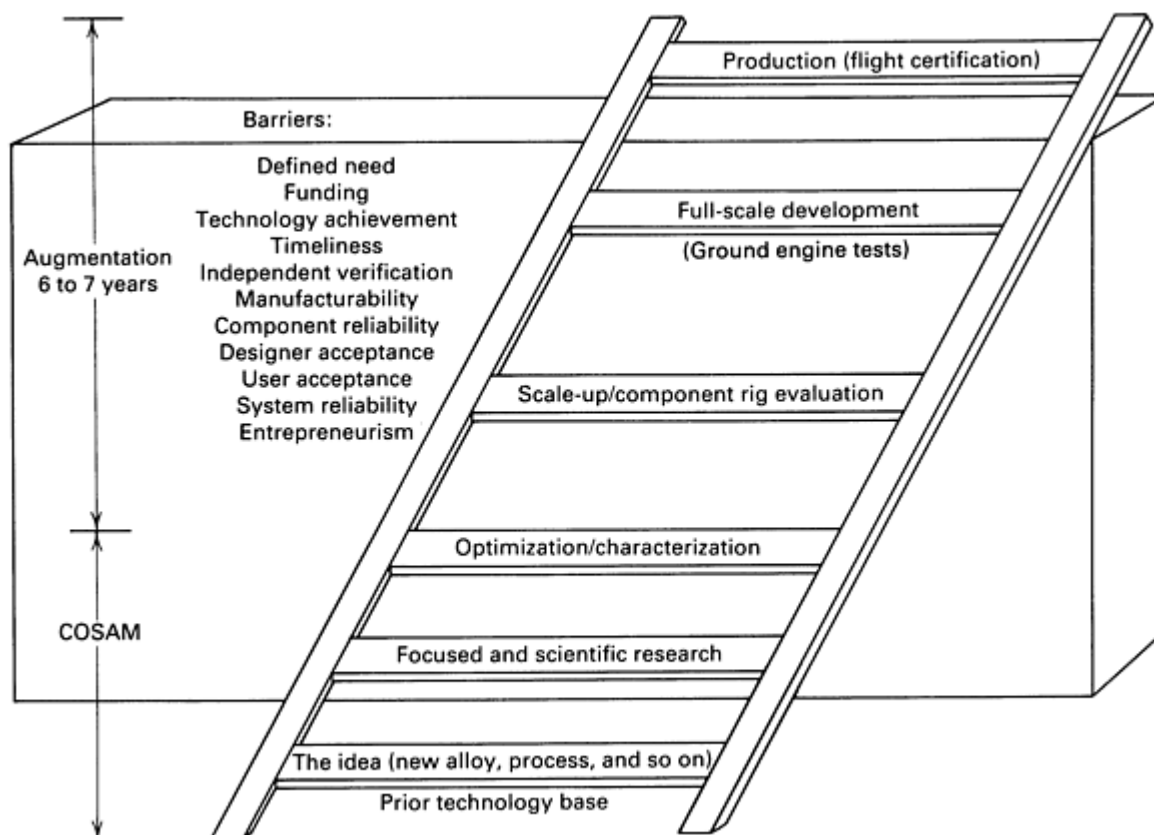 Production (flight certification)
Barriers:
Defined need
Funding
Technology achievement
Timeliness
Independent verification
Manufacturability
Component reliability
Designer acceptance
User acceptance
System reliability
Entrepreneurism
Augmentation
6 to 7 years
Full-scale development
(Ground engine tests)
Scale-up/component rig evaluation
Optimization/characterization
COSAM
Focused and scientific research
The idea (new alloy, process, and so on)
Prior technology base